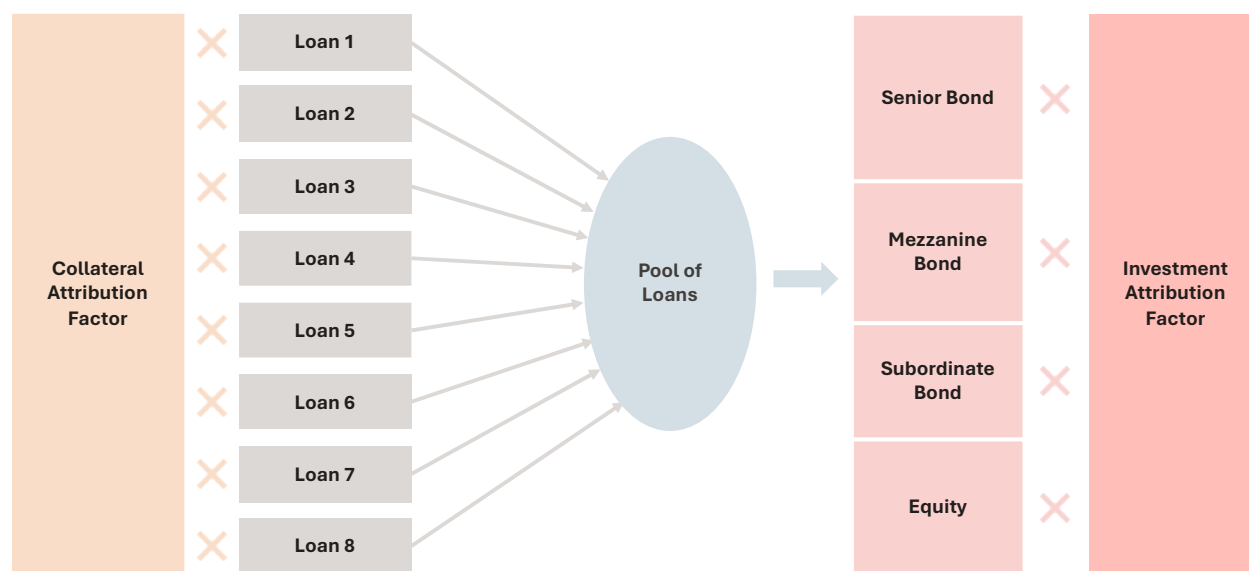 Collateral
Attribution
Factor
Loan 1
Loan 2
Loan 3
Loan 4
Loan 5
Loan 6
Loan 7
Loan 8
Pool of
Loans
Senior Bond
Mezzanine
Bond
Subordinate
Bond
Equity
Investment
Attribution
Factor